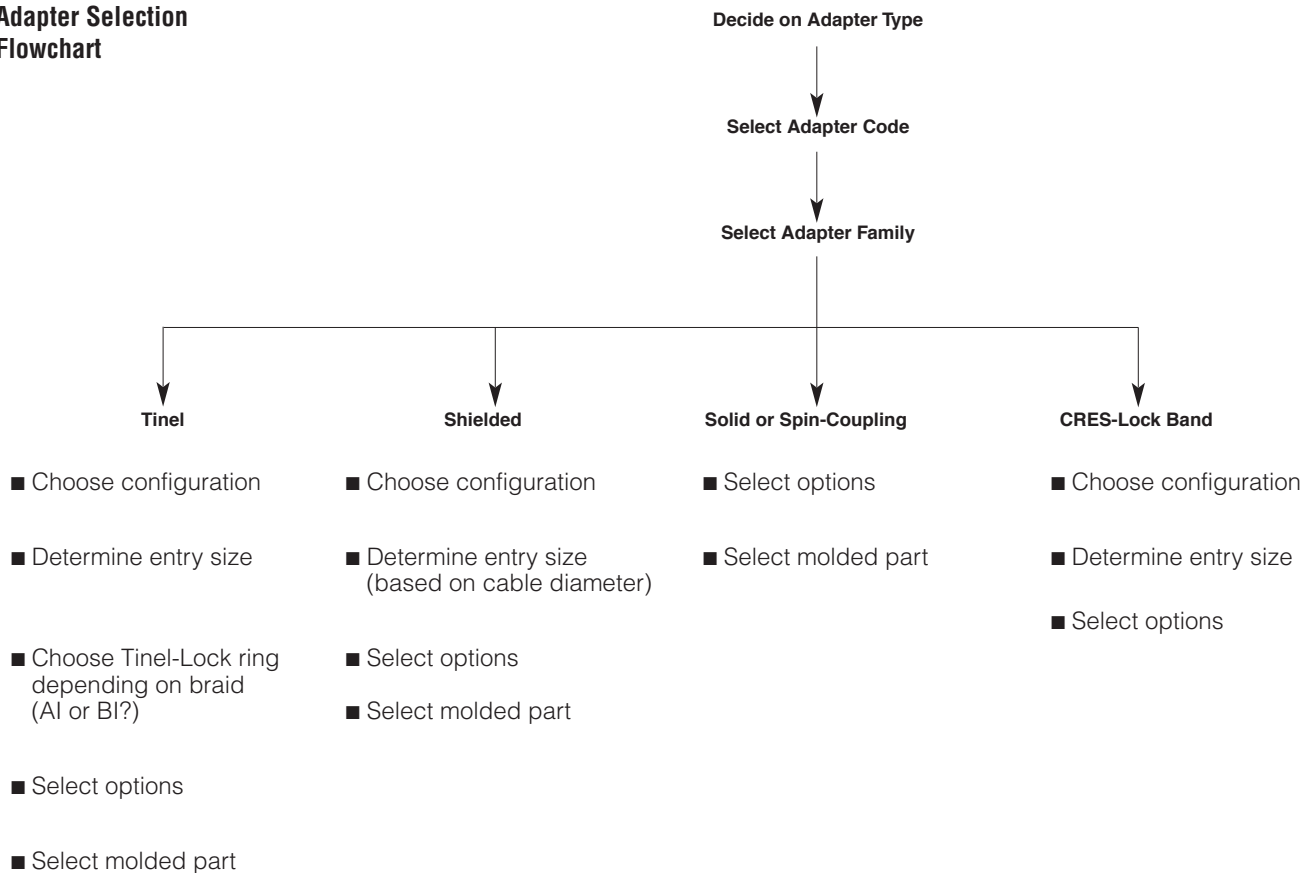 Adapter Selection
Flowchart
Decide on Adapter Type
Select Adapter Code
Select Adapter Family
Tinel
■ Choose configuration
■ Determine entry size
■ Choose Tinel-Lock ring
depending on braid
(AI or BI?)
■ Select options
■ Select molded part
Shielded
■ Choose configuration
■ Determine entry size
(based on cable diameter)
■ Select options
■ Select molded part
Solid or Spin-Coupling
■ Select options
■ Select molded part
CRES-Lock Band
■ Choose configuration
■ Determine entry size
■ Select options